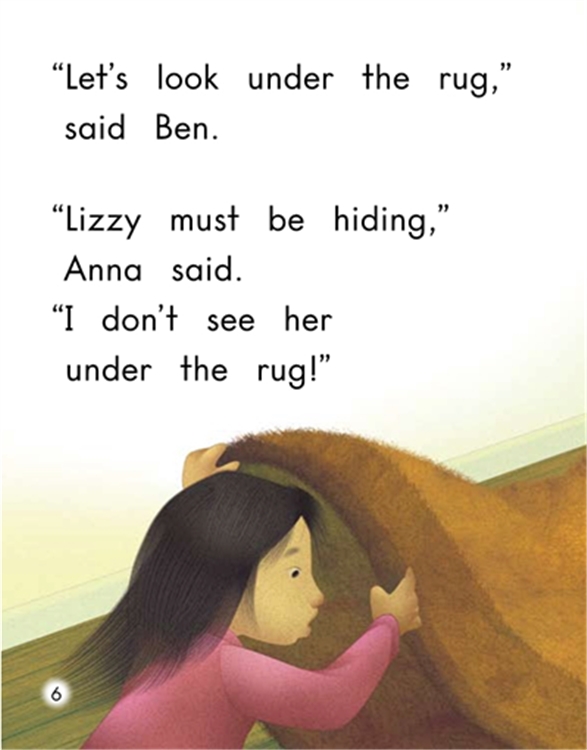 “Let’s look under the rug,”
said Ben.
“Lizzy must be hiding,”
Anna said.
“I don’t see her
under the rug!”
6